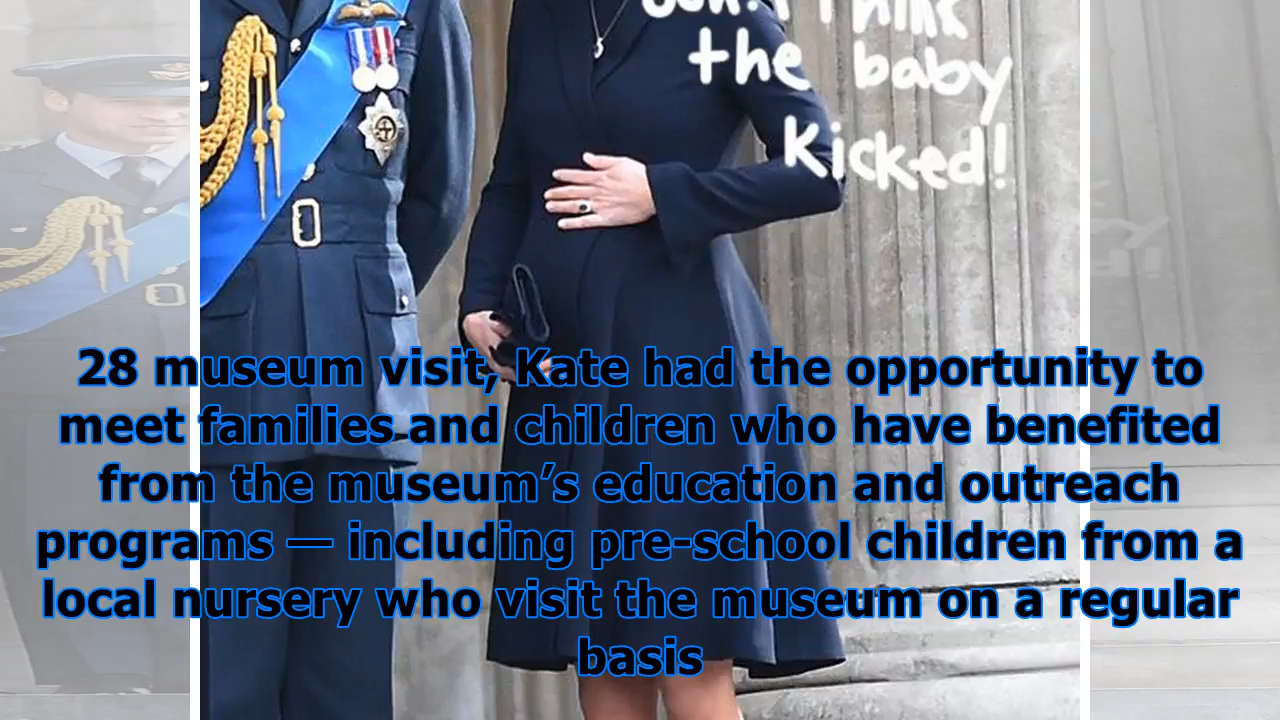 the baby
Kicked!
28 museum visit, Kate had the opportunity to
meet families and children who have benefited
from the museum’s education and outreach
programs — including pre-school children from a
local nursery who visit the museum on a regular
basis